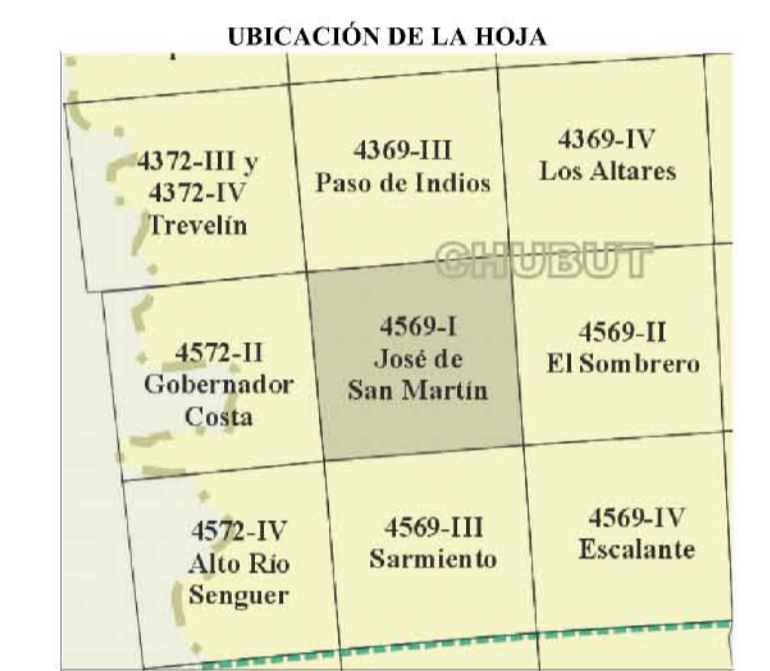 UBICACIÓN DE LA HOJA
4372-III y
4372-IV
Trevelín
4369-III
Paso de Indios
4369-IV
Los Altares
CHUBUT
4572-II
Gobernador
Costa
4569-I
José de
San Martín
4569-II
El Sombrero
4572-IV
Alto Río
Senguer
4569-III
Sarmiento
4569-IV
Escalante